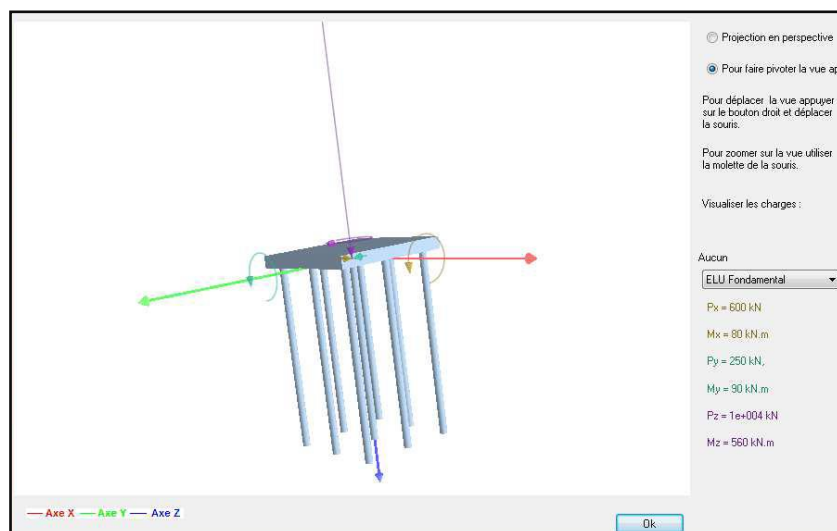 Projection en perspective
Pour faire pivoter la vue ap
Pour déplacer la vue appuyer
sur le bouton droit et déplacer
la souris.
Pour zoomer sur la vue utiliser
la molette de la souris.
Visualiser les charges :
Aucun
ELU Fondamental
Px = 600 kN
Mx = 80 kN.m
Py = 250 kN,
My = 90 kN.m
Pz = 1e+004 kN
Mz = 560 kN.m
Axe X Axe Y Axe Z
Ok